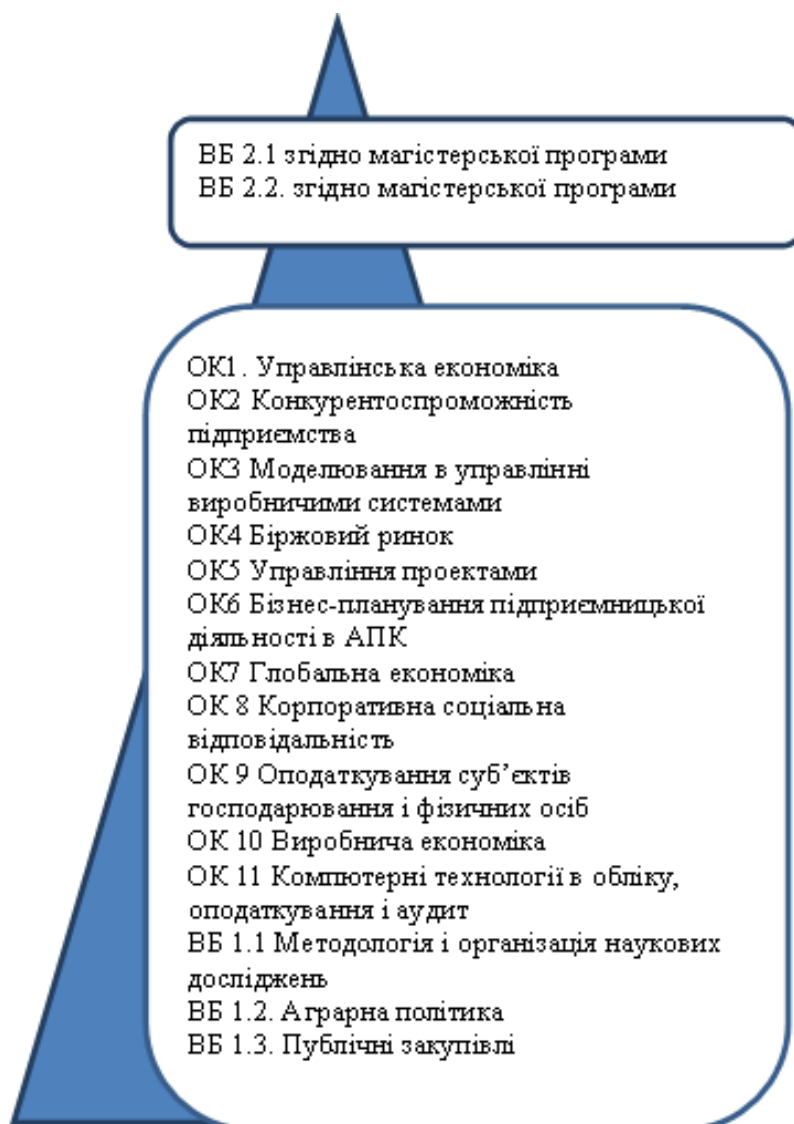 ВБ 2.1 згідно магістерської програми
ВБ 2.2. згідно магістерської програми
ОК1. Управлінська економіка
ОК2 Конкурентоспроможність
підприємства
ОК3 Моделювання в управлінні
виробничими системами
ОК4 Біржовий ринок
ОК5 Управління проектами
ОК6 Бізнес-планування підприємницької
діяльності в АПК
ОК7 Глобальна економіка
ОК 8 Корпоративна соціальна
відповідальність
ОК 9 Оподаткування суб’єктів
господарювання і фізичних осіб
ОК 10 Виробнича економіка
ОК 11 Компютерні технології в обліку,
оподаткування і аудит
ВБ 1.1 Методологія і організація наукових
досліджень
ВБ 1.2. Аграрна політика
ВБ 1.3. Публічні закупівлі